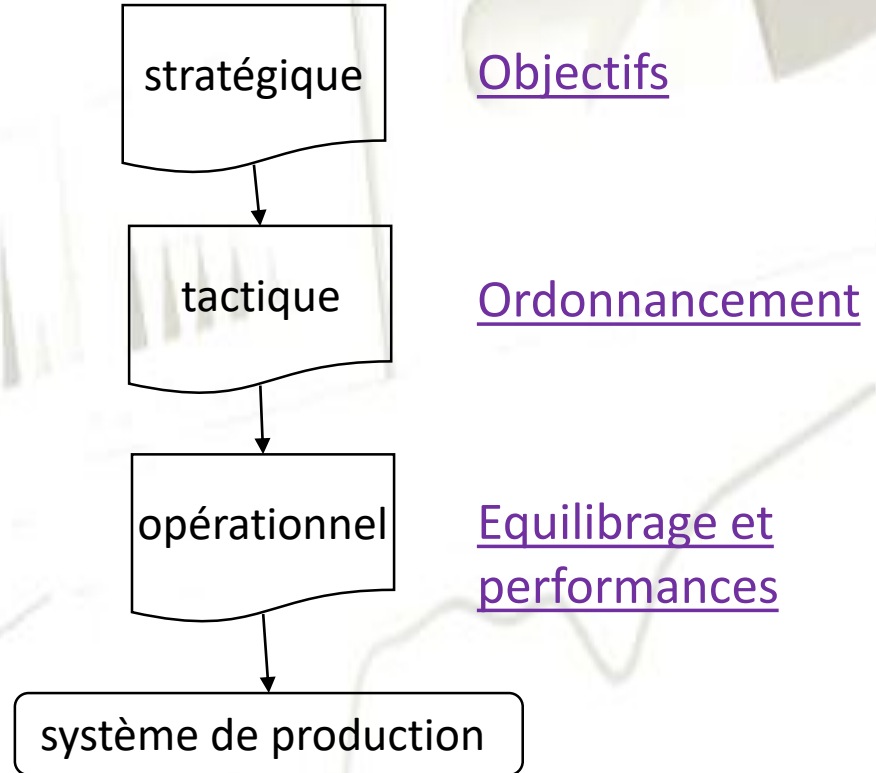 stratégique
Objectifs
tactique
Ordonnancement
opérationnel
Equilibrage et
performances
système de production